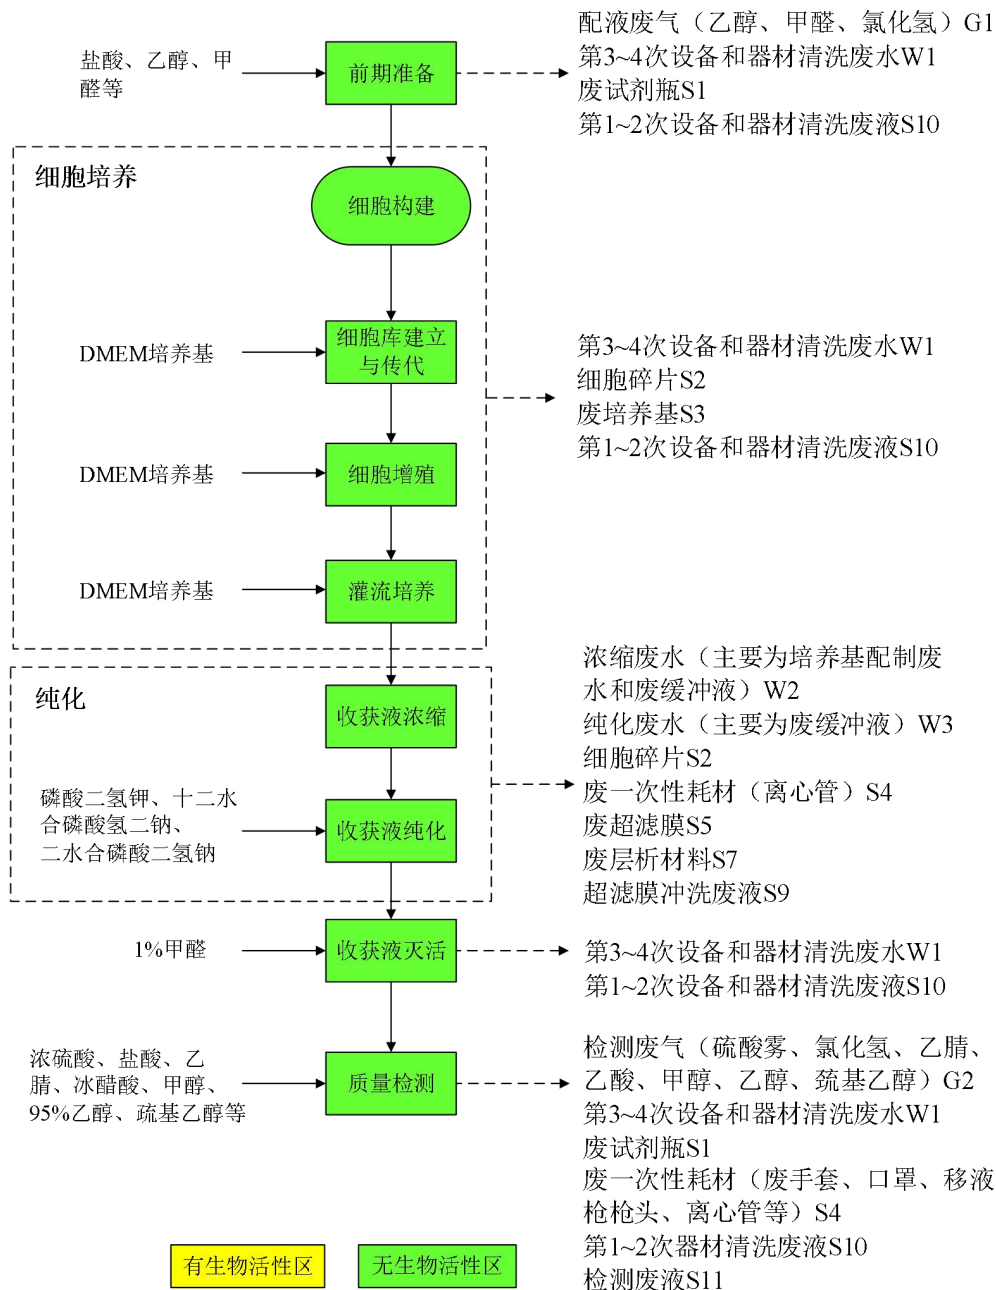 配液废气（乙醇、甲醛、氯化氢）G1
第3~4次设备和器材清洗废水W1
废试剂瓶S1
第1~2次设备和器材清洗废液S10
盐酸、乙醇、甲
醛等
前期准备
细胞培养
细胞构建
DMEM培养基
细胞库建立
与传代
DMEM培养基
细胞增殖
DMEM培养基
灌流培养
第3~4次设备和器材清洗废水W1
细胞碎片S2
废培养基S3
第1~2次设备和器材清洗废液S10
纯化
收获液浓缩
磷酸二氢钾、十二水
合磷酸氢二钠、
二水合磷酸二氢钠
收获液纯化
浓缩废水（主要为培养基配制废
水和废缓冲液）W2
纯化废水（主要为废缓冲液）W3
细胞碎片S2
废一次性耗材（离心管）S4
废超滤膜S5
废层析材料S7
超滤膜冲洗废液S9
1%甲醛
收获液灭活
第3~4次设备和器材清洗废水W1
第1~2次设备和器材清洗废液S10
浓硫酸、盐酸、乙
腈、冰醋酸、甲醇、
95%乙醇、巯基乙醇等
质量检测
检测废气（硫酸雾、氯化氢、乙腈、
乙酸、甲醇、乙醇、巯基乙醇）G2
第3~4次设备和器材清洗废水W1
废试剂瓶S1
废一次性耗材（废手套、口罩、移液
枪枪头、离心管等）S4
第1~2次器材清洗废液S10
检测废液S11
有生物活性区
无生物活性区